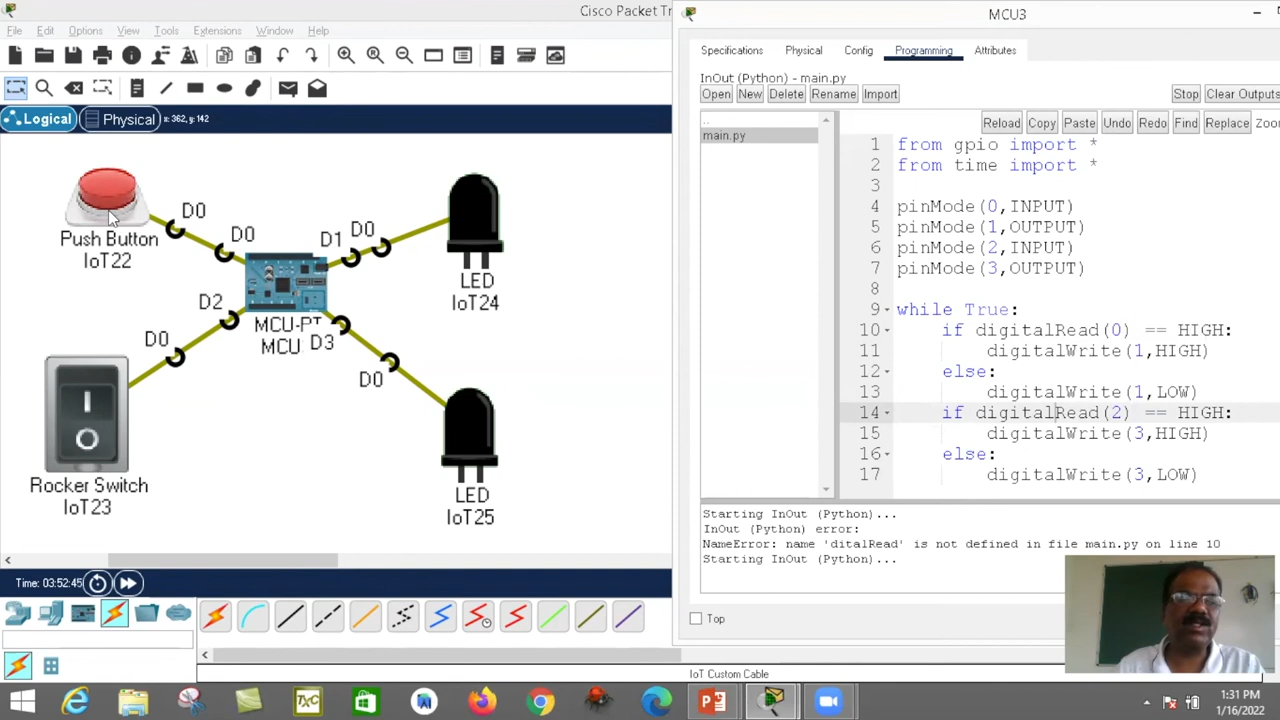 Cisco Packet Tr
File Edit Options View Tools Extensions Window Help
Logical Physical x: 362, y: 142
D0
D0
Push Button
IoT22
D1 D0
LED
IoT24
D2
D0
MCU-PT
MCU D3
D0
Rocker Switch
IoT23
LED
IoT25
Time: 03:52:45
MCU3
Specifications Physical Config Programming Attributes
InOut (Python) - main.py
Open New Delete Rename Import Stop Clear Outputs
..
main.py
Reload Copy Paste Undo Redo Find Replace Zoo
1 from gpio import *
2 from time import *
3
4 pinMode(0,INPUT)
5 pinMode(1,OUTPUT)
6 pinMode(2,INPUT)
7 pinMode(3,OUTPUT)
8
9 while True:
10 if digitalRead(0) == HIGH:
11 digitalWrite(1,HIGH)
12 else:
13 digitalWrite(1,LOW)
14 if digitalRead(2) == HIGH:
15 digitalWrite(3,HIGH)
16 else:
17 digitalWrite(3,LOW)
Starting InOut (Python)...
InOut (Python) error:
NameError: name 'ditalRead' is not defined in file main.py on line 10
Starting InOut (Python)...
Top
IoT Custom Cable
TXC
1:31 PM
1/16/2022